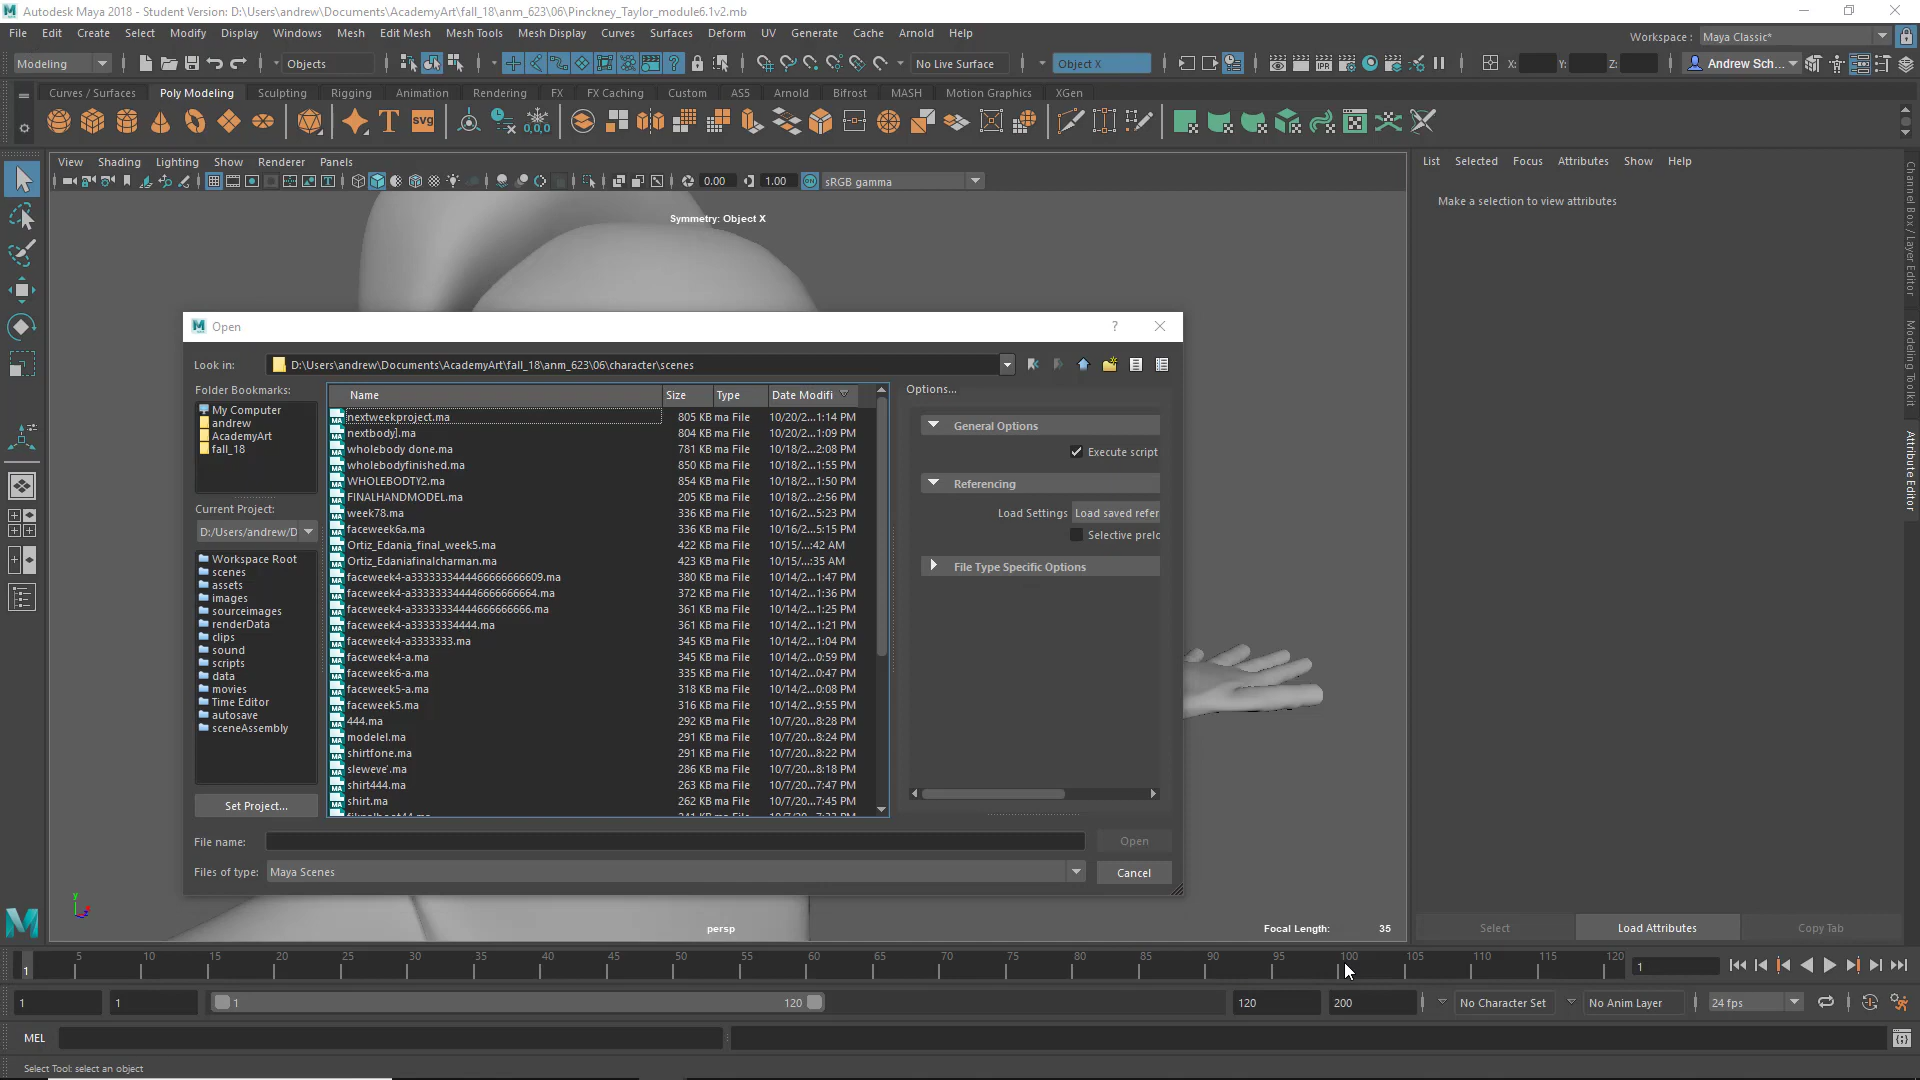 Autodesk Maya 2018 - Student Version: D:\Users\andrew\Documents\AcademyArt\fall_18\anm_623\06\Pinckney_Taylor_module6.1v2.mb
File Edit Create Select Modify Display Windows Mesh Edit Mesh Mesh Tools Mesh Display Curves Surfaces Deform UV Generate Cache Arnold Help
Workspace : Maya Classic*
Modeling Objects No Live Surface Object X X: Y: Z: Andrew Sch...
Curves / Surfaces Poly Modeling Sculpting Rigging Animation Rendering FX FX Caching Custom AS5 Arnold Bifrost MASH Motion Graphics XGen
T svg 0,0,0
View Shading Lighting Show Renderer Panels
0.00 1.00 ON sRGB gamma
List Selected Focus Attributes Show Help
Make a selection to view attributes
Symmetry: Object X
Channel Box / Layer Editor
Modeling Toolkit
Attribute Editor
Open ?
Look in: D:\Users\andrew\Documents\AcademyArt\fall_18\anm_623\06\character\scenes
Folder Bookmarks:
My Computer
andrew
AcademyArt
fall_18
Current Project:
D:/Users/andrew/D
Workspace Root
scenes
assets
images
sourceimages
renderData
clips
sound
scripts
data
movies
Time Editor
autosave
sceneAssembly
Set Project...
Name Size Type Date Modifi
nextweekproject.ma 805 KB ma File 10/20/2...1:14 PM
nextbody].ma 804 KB ma File 10/20/2...1:09 PM
wholebody done.ma 781 KB ma File 10/18/2...2:08 PM
wholebodyfinished.ma 850 KB ma File 10/18/2...1:55 PM
WHOLEBODTY2.ma 854 KB ma File 10/18/2...1:50 PM
FINALHANDMODEL.ma 205 KB ma File 10/18/2...2:56 PM
week78.ma 336 KB ma File 10/16/2...5:23 PM
faceweek6a.ma 336 KB ma File 10/16/2...5:15 PM
Ortiz_Edania_final_week5.ma 422 KB ma File 10/15/...:42 AM
Ortiz_Edaniafinalcharman.ma 423 KB ma File 10/15/...:35 AM
faceweek4-a3333333444466666666609.ma 380 KB ma File 10/14/2...1:47 PM
faceweek4-a333333344446666666664.ma 372 KB ma File 10/14/2...1:36 PM
faceweek4-a33333334444666666666.ma 361 KB ma File 10/14/2...1:25 PM
faceweek4-a33333334444.ma 361 KB ma File 10/14/2...1:21 PM
faceweek4-a3333333.ma 345 KB ma File 10/14/2...1:04 PM
faceweek4-a.ma 345 KB ma File 10/14/2...0:59 PM
faceweek6-a.ma 335 KB ma File 10/14/2...0:47 PM
faceweek5-a.ma 318 KB ma File 10/14/2...0:08 PM
faceweek5.ma 316 KB ma File 10/14/2...9:55 PM
444.ma 292 KB ma File 10/7/20...8:28 PM
modelel.ma 291 KB ma File 10/7/20...8:24 PM
shirtfone.ma 291 KB ma File 10/7/20...8:22 PM
sleweve'.ma 286 KB ma File 10/7/20...8:18 PM
shirt444.ma 263 KB ma File 10/7/20...7:47 PM
shirt.ma 262 KB ma File 10/7/20...7:45 PM
Options...
General Options
Execute script
Referencing
Load Settings Load saved refer
Selective prelo
File Type Specific Options
File name: Open
Files of type: Maya Scenes Cancel
persp
Focal Length: 35
Select Load Attributes Copy Tab
1 5 10 15 20 25 30 35 40 45 50 55 60 65 70 75 80 85 90 95 100 105 110 115 120 1
1 1 1 120 120 200 No Character Set No Anim Layer 24 fps
MEL
Select Tool: select an object